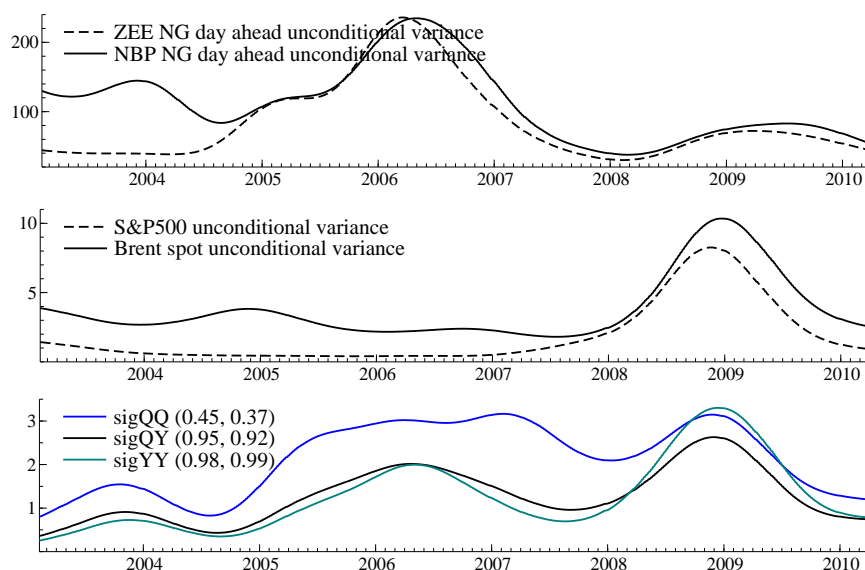 200
100
ZEE NG day ahead unconditional variance
NBP NG day ahead unconditional variance
2004 2005 2006 2007 2008 2009 2010
10
5
S&P500 unconditional variance
Brent spot unconditional variance
2004 2005 2006 2007 2008 2009 2010
3
2
1
sigQQ (0.45, 0.37)
sigQY (0.95, 0.92)
sigYY (0.98, 0.99)
2004 2005 2006 2007 2008 2009 2010